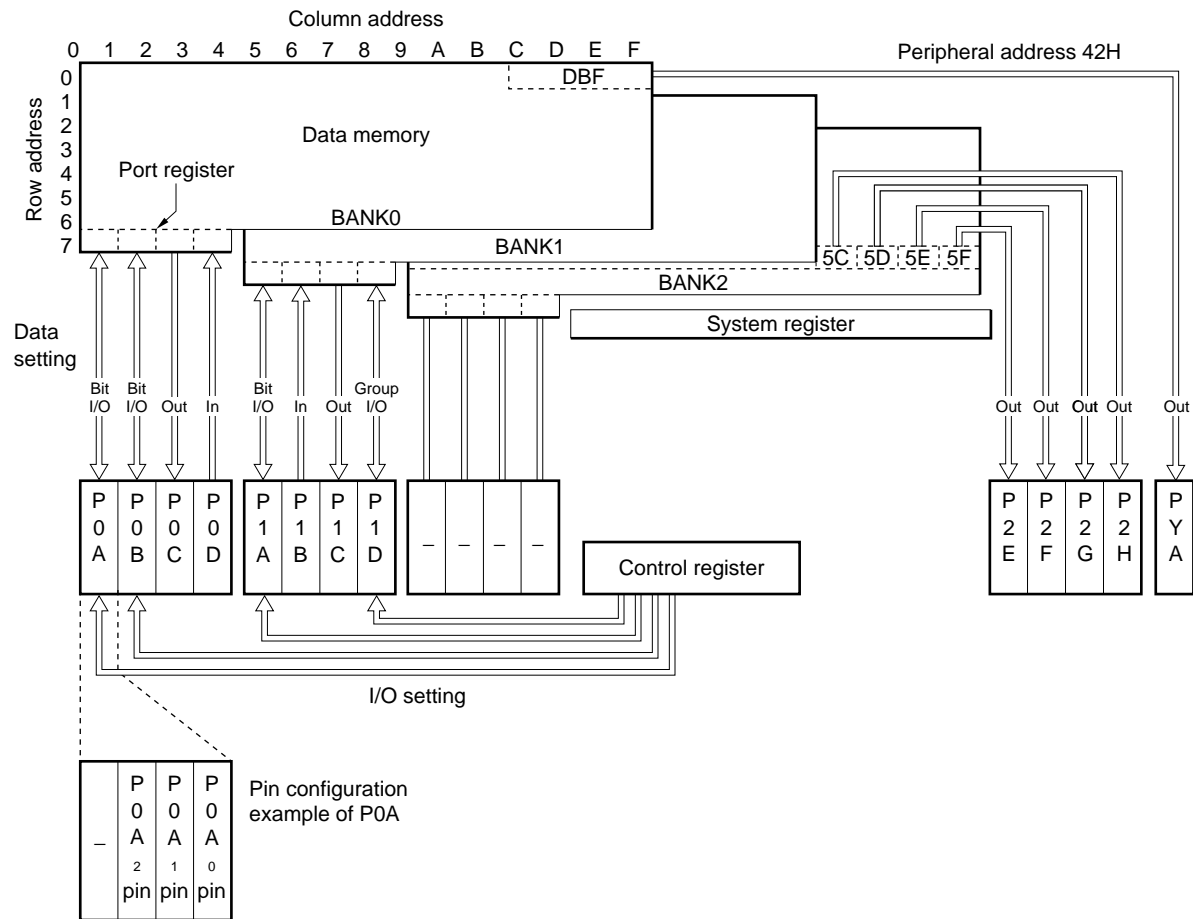 Column address
0 1 2 3 4 5 6 7 8 9 A B C D E F
Peripheral address 42H
Row address
0
1
2
3
4
5
6
7
DBF
Data memory
Port register
BANK0
BANK1
5C 5D 5E 5F
BANK2
System register
Data
setting
Bit
I/O
Bit
I/O
Out
In
Bit
I/O
In
Out
Group
I/O
Out
Out
Out
Out
Out
P0A
P0B
P0C
P0D
P1A
P1B
P1C
P1D
–
–
–
–
P2E
P2F
P2G
P2H
PYA
Control register
I/O setting
–
P0A2 pin
P0A1 pin
P0A0 pin
Pin configuration
example of P0A